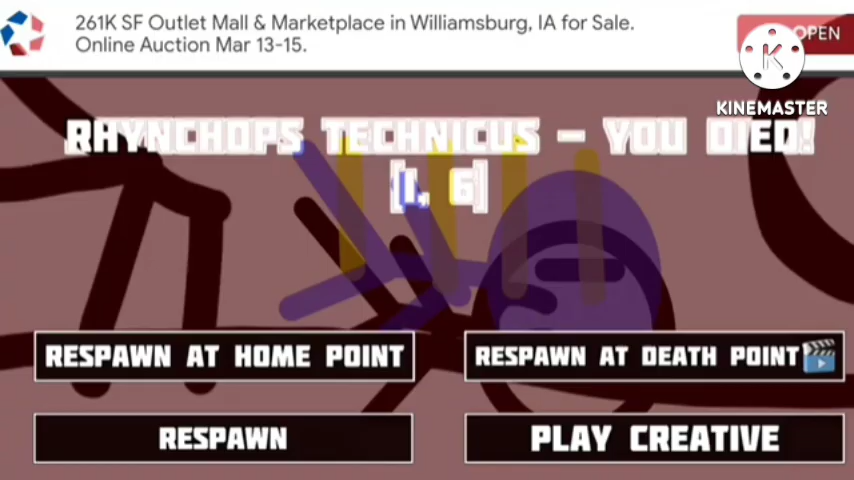 261K SF Outlet Mall & Marketplace in Williamsburg, IA for Sale.
Online Auction Mar 13-15.
OPEN
KINEMASTER
RHYNCHOPS TECHNICUS - YOU DIED!
[1, 6]
RESPAWN AT HOME POINT
RESPAWN AT DEATH POINT
RESPAWN
PLAY CREATIVE